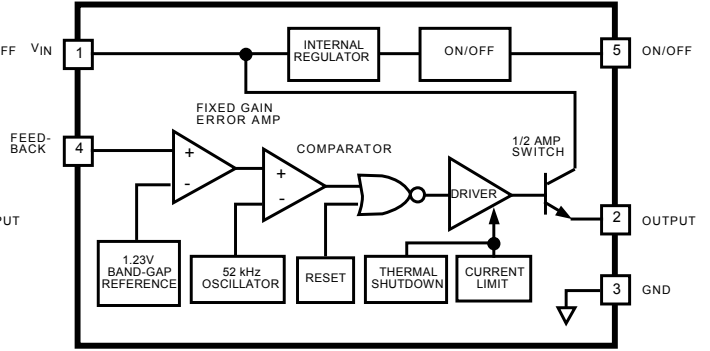 FF
VIN
1
INTERNAL
REGULATOR
ON/OFF
5
ON/OFF
FIXED GAIN
ERROR AMP
FEED-
BACK
4
+
-
COMPARATOR
+
-
1/2 AMP
SWITCH
DRIVER
PUT
2
OUTPUT
1.23V
BAND-GAP
REFERENCE
52 kHz
OSCILLATOR
RESET
THERMAL
SHUTDOWN
CURRENT
LIMIT
3
GND